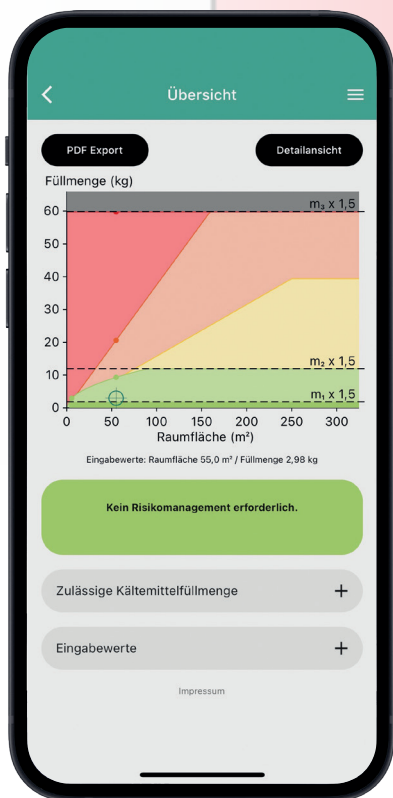 Übersicht
PDF Export
Detailansicht
Füllmenge (kg)
m₃ x 1,5
60
50
40
30
20
m₂ x 1,5
10
m₁ x 1,5
0
0 50 100 150 200 250 300
Raumfläche (m²)
Eingabewerte: Raumfläche 55,0 m² / Füllmenge 2,98 kg
Kein Risikomanagement erforderlich.
Zulässige Kältemittelfüllmenge +
Eingabewerte +
Impressum